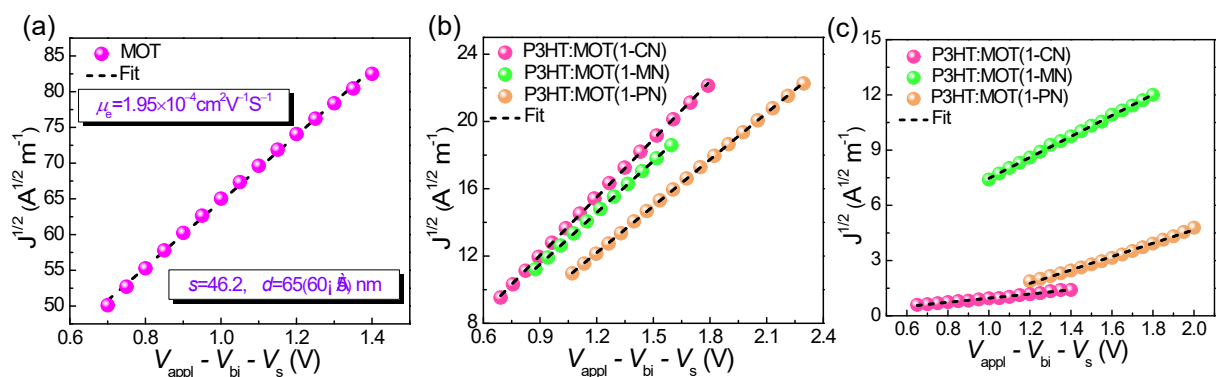 (a)
MOT
Fit
μe=1.95×10⁻⁴cm²V⁻¹S⁻¹
s=46.2, d=65(60¡ãÅ) nm
J^1/2 (A^1/2 m⁻¹)
85
80
75
70
65
60
55
50
0.6 0.8 1.0 1.2 1.4
Vappl - Vbi - Vs (V)
(b)
P3HT:MOT(1-CN)
P3HT:MOT(1-MN)
P3HT:MOT(1-PN)
Fit
J^1/2 (A^1/2 m⁻¹)
24
20
16
12
8
0.6 0.9 1.2 1.5 1.8 2.1 2.4
Vappl - Vbi - Vs (V)
(c)
P3HT:MOT(1-CN)
P3HT:MOT(1-MN)
P3HT:MOT(1-PN)
Fit
J^1/2 (A^1/2 m⁻¹)
15
12
9
6
3
0
0.6 0.8 1.0 1.2 1.4 1.6 1.8 2.0
Vappl - Vbi - Vs (V)